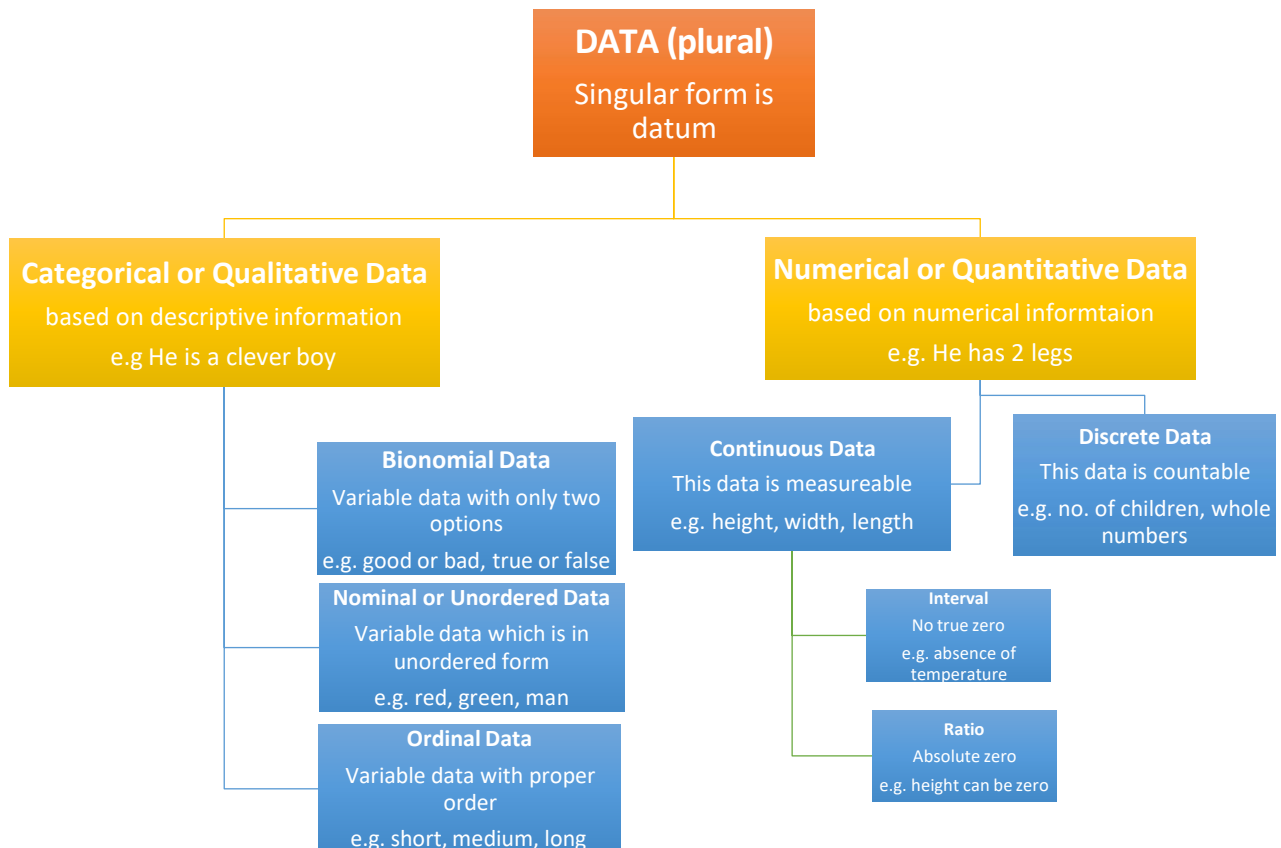 DATA (plural)
Singular form is
datum
Categorical or Qualitative Data
based on descriptive information
e.g He is a clever boy
Numerical or Quantitative Data
based on numerical informtaion
e.g. He has 2 legs
Bionomial Data
Variable data with only two
options
e.g. good or bad, true or false
Nominal or Unordered Data
Variable data which is in
unordered form
e.g. red, green, man
Ordinal Data
Variable data with proper
order
e.g. short, medium, long
Continuous Data
This data is measureable
e.g. height, width, length
Discrete Data
This data is countable
e.g. no. of children, whole
numbers
Interval
No true zero
e.g. absence of
temperature
Ratio
Absolute zero
e.g. height can be zero